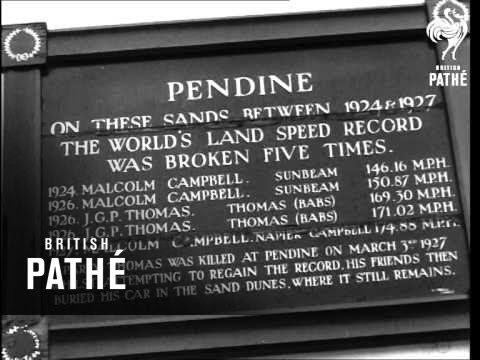 PENDINE
ON THESE SANDS BETWEEN 1924 & 1927
THE WORLD'S LAND SPEED RECORD
WAS BROKEN FIVE TIMES.
1924. MALCOLM CAMPBELL. SUNBEAM 146.16 M.P.H.
1926. MALCOLM CAMPBELL. SUNBEAM 150.87 M.P.H.
1926. J.G.P. THOMAS. THOMAS (BABS) 169.30 M.P.H.
1926. J.G.P. THOMAS. THOMAS (BABS) 171.02 M.P.H.
CAMPBELL. NAPIER CAMPBELL 174.88 M.P.H.
THOMAS WAS KILLED AT PENDINE ON MARCH 3RD 1927
ATTEMPTING TO REGAIN THE RECORD. HIS FRIENDS THEN
BURIED HIS CAR IN THE SAND DUNES, WHERE IT STILL REMAINS.
BRITISH
PATHÉ
BRITISH
PATHÉ